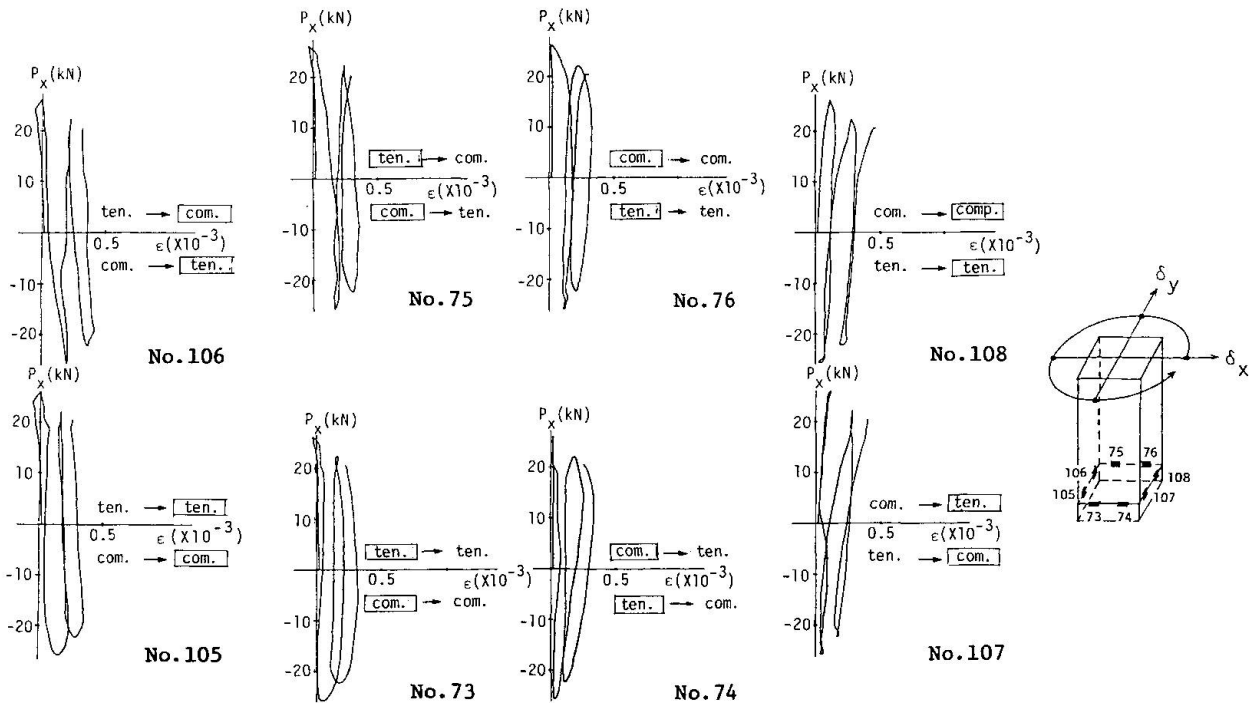 P_x(kN)
20
10
-10
-20
0.5
ε(X10^-3)
ten. → com.
com. → ten.
No.106
P_x(kN)
20
10
-10
-20
0.5
ε(X10^-3)
ten. → com.
com. → ten.
No.75
P_x(kN)
20
10
-10
-20
0.5
ε(X10^-3)
com. → com.
ten. → ten.
No.76
P_x(kN)
20
10
-10
-20
0.5
ε(X10^-3)
com. → comp.
ten. → ten.
No.108
P_x(kN)
20
10
-10
-20
0.5
ε(X10^-3)
ten. → ten.
com. → com.
No.105
P_x(kN)
20
10
-10
-20
0.5
ε(X10^-3)
ten. → ten.
com. → com.
No.73
P_x(kN)
20
10
-10
-20
0.5
ε(X10^-3)
com. → ten.
ten. → com.
No.74
P_x(kN)
20
10
-10
-20
0.5
ε(X10^-3)
com. → ten.
ten. → com.
No.107
δ_y
δ_x
75 76
106
108
105
107
73 74